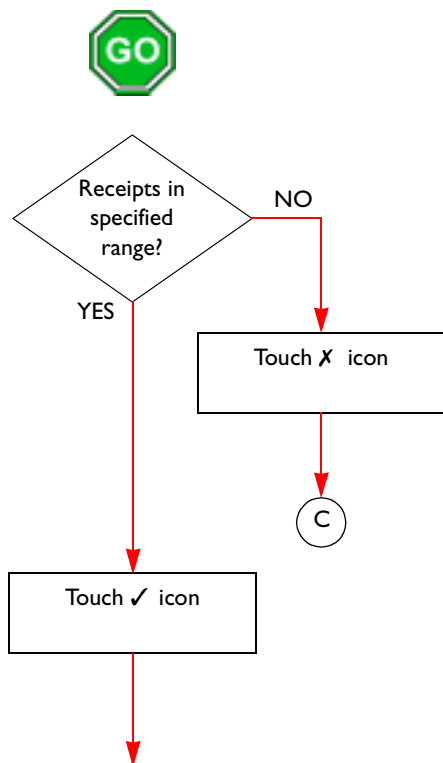 GO
Receipts in
specified
range?
NO
YES
Touch ✗ icon
C
Touch ✓ icon